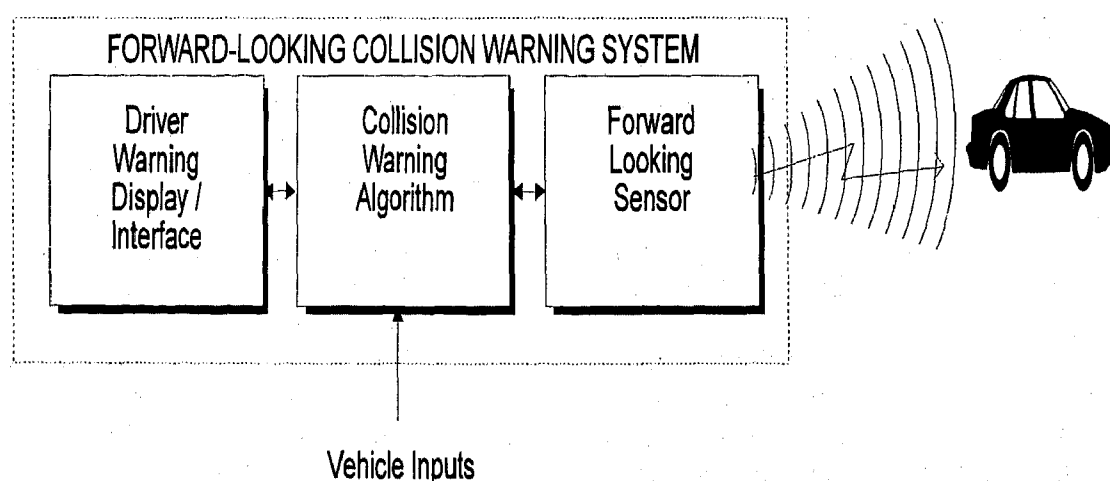 FORWARD-LOOKING COLLISION WARNING SYSTEM
Driver
Warning
Display /
Interface
Collision
Warning
Algorithm
Forward
Looking
Sensor
Vehicle Inputs